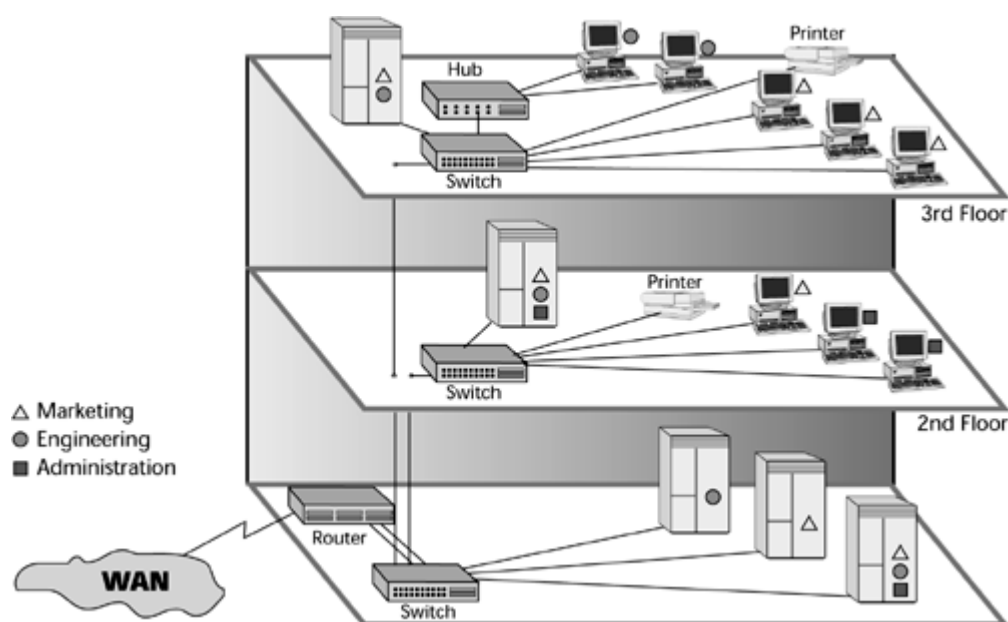 Printer
Hub
Switch
3rd Floor
Printer
Switch
2nd Floor
Marketing
Engineering
Administration
Router
WAN
Switch